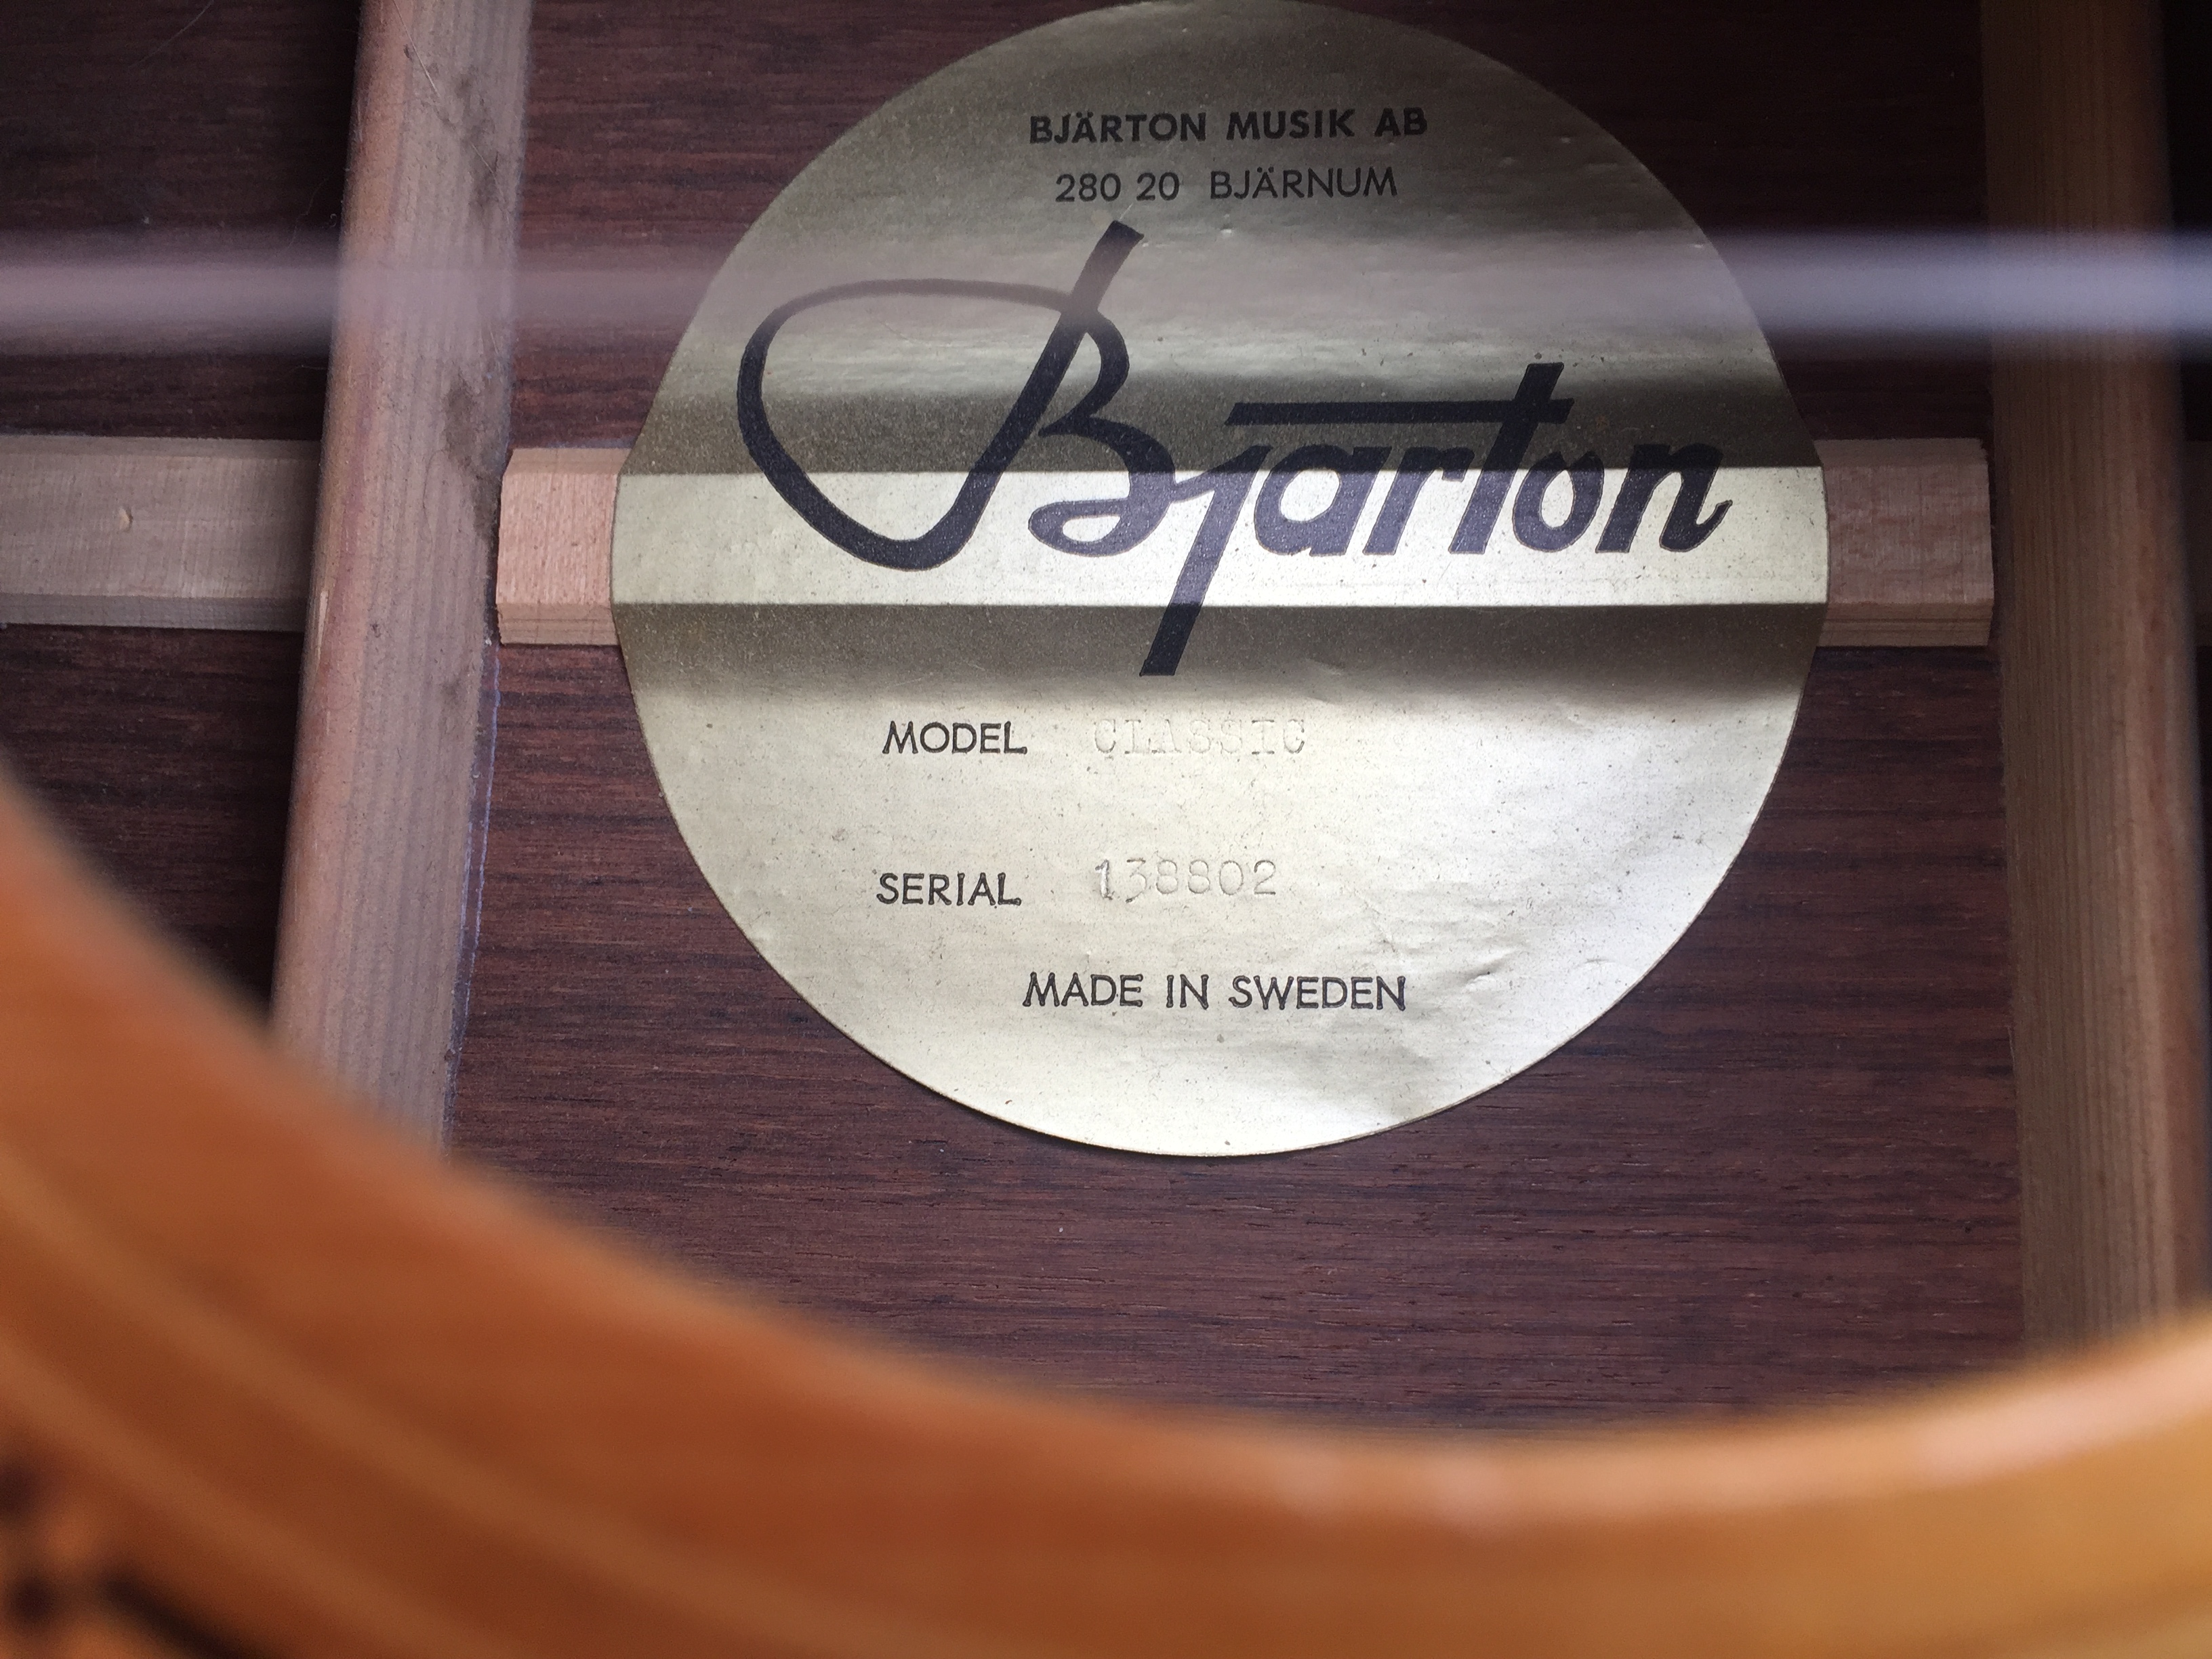 BJÄRTON MUSIK AB
280 20 BJÄRNUM
Bjärton
MODEL CLASSIC
SERIAL 138802
MADE IN SWEDEN